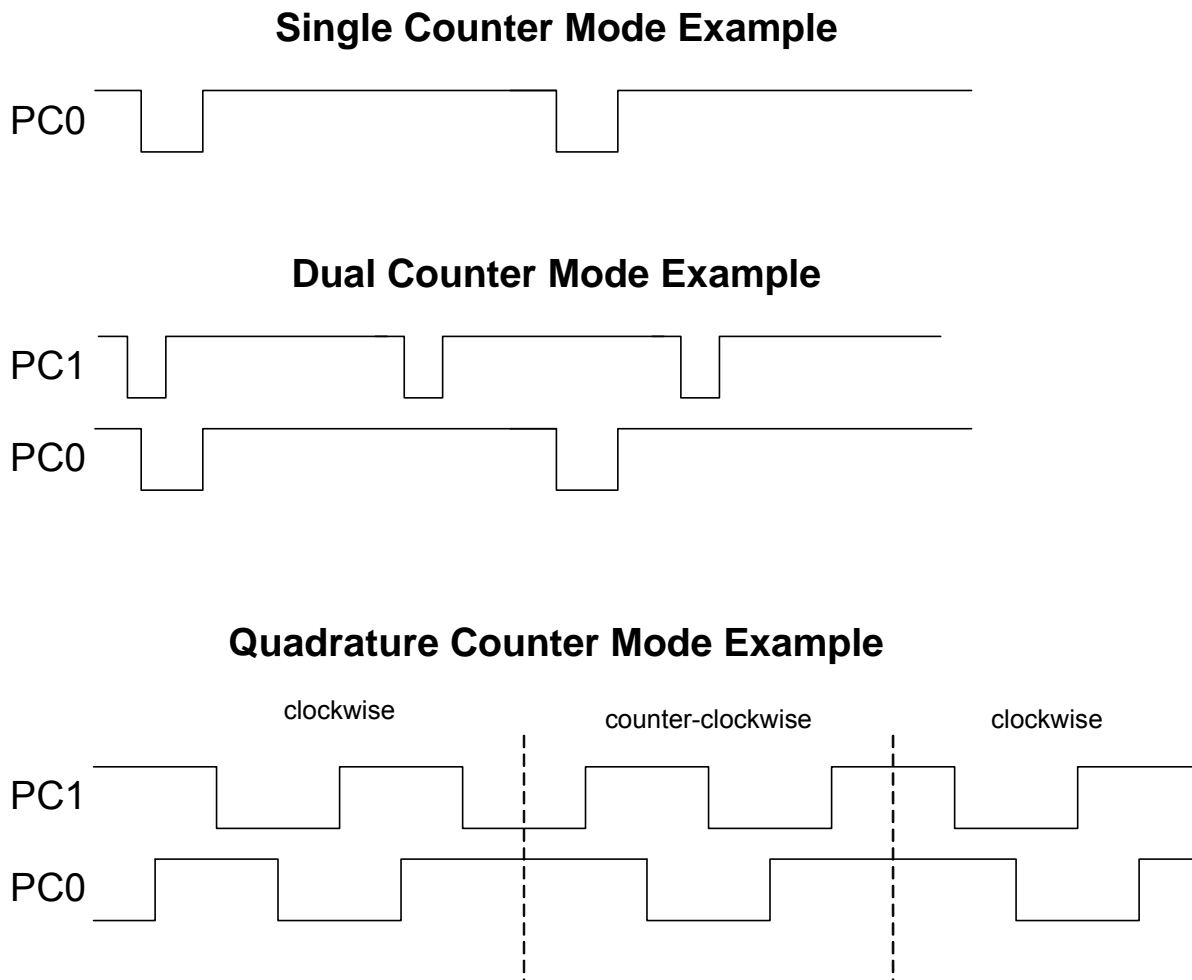 Single Counter Mode Example
PC0
Dual Counter Mode Example
PC1
PC0
Quadrature Counter Mode Example
clockwise
counter-clockwise
clockwise
PC1
PC0